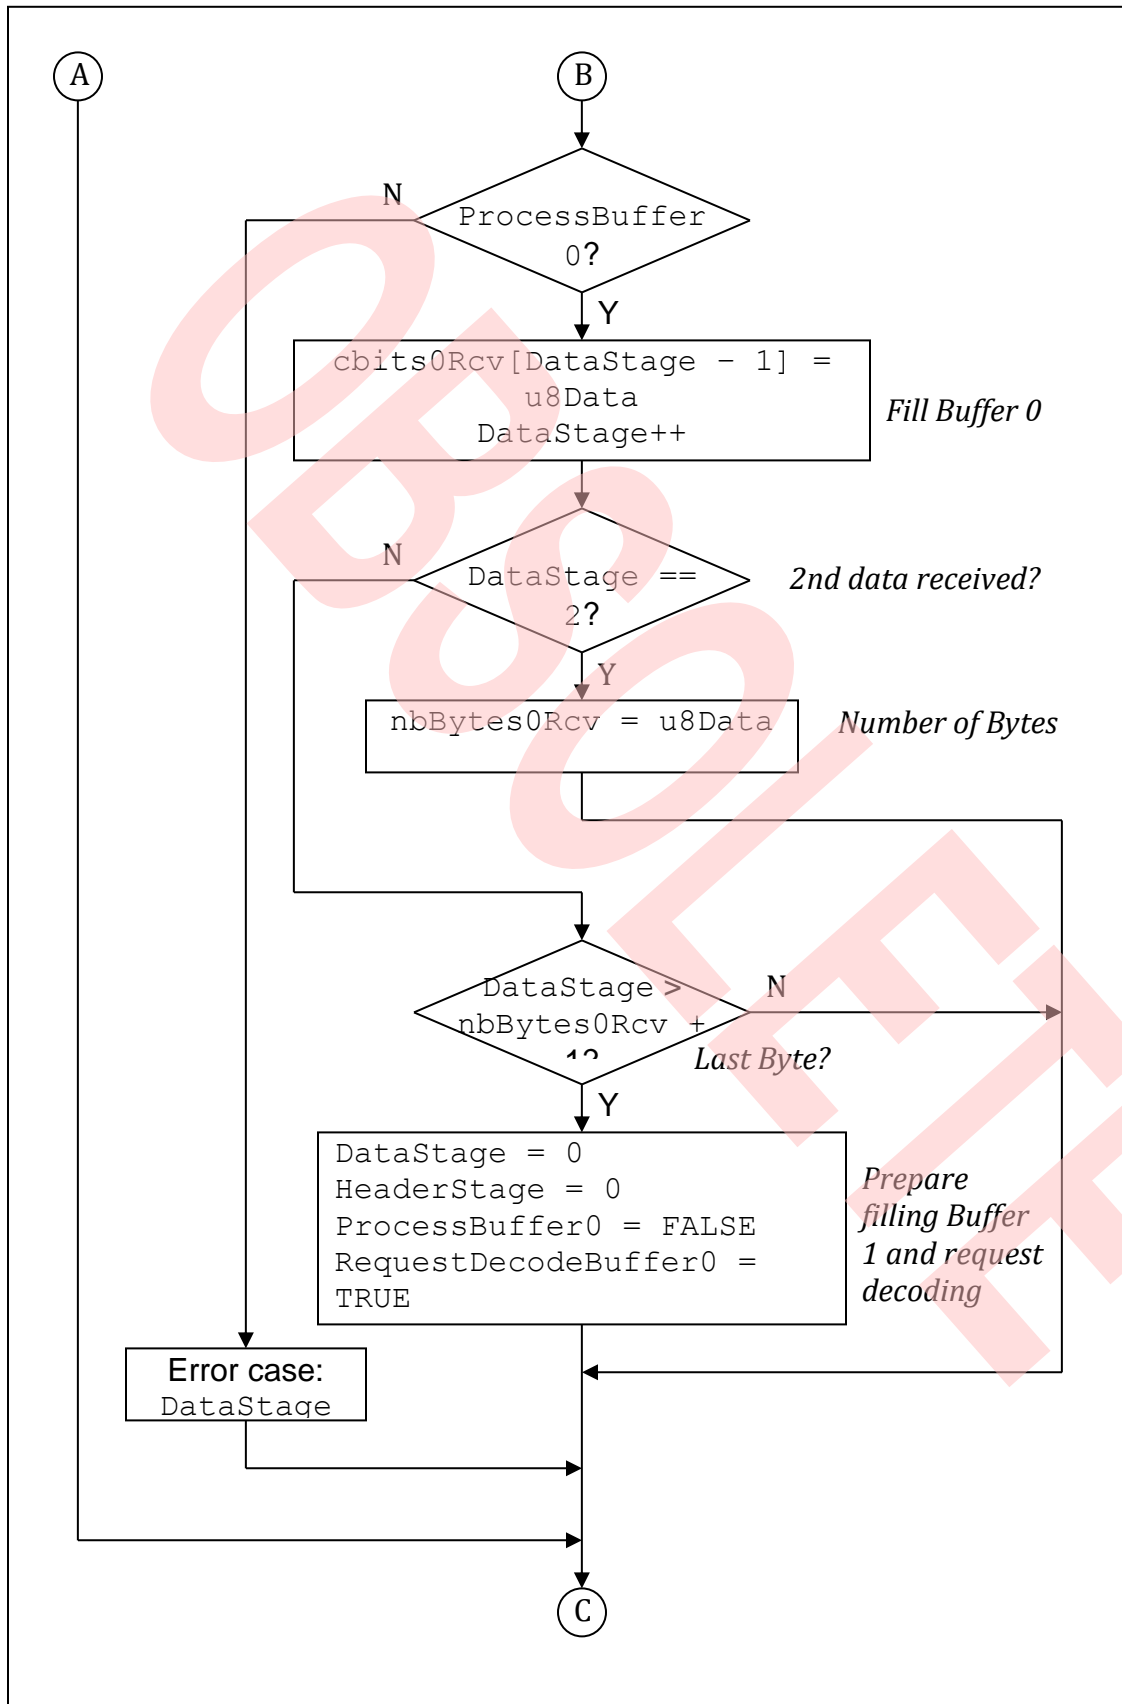 A
B
N
ProcessBuffer
0?
Y
cbits0Rcv[DataStage – 1] =
u8Data
DataStage++
Fill Buffer 0
N
DataStage ==
2?
2nd data received?
Y
nbBytes0Rcv = u8Data
Number of Bytes
DataStage >
nbBytes0Rcv +
1?
N
Last Byte?
Y
DataStage = 0
HeaderStage = 0
ProcessBuffer0 = FALSE
RequestDecodeBuffer0 =
TRUE
Prepare
filling Buffer
1 and request
decoding
Error case:
DataStage
C
OBSOLETE